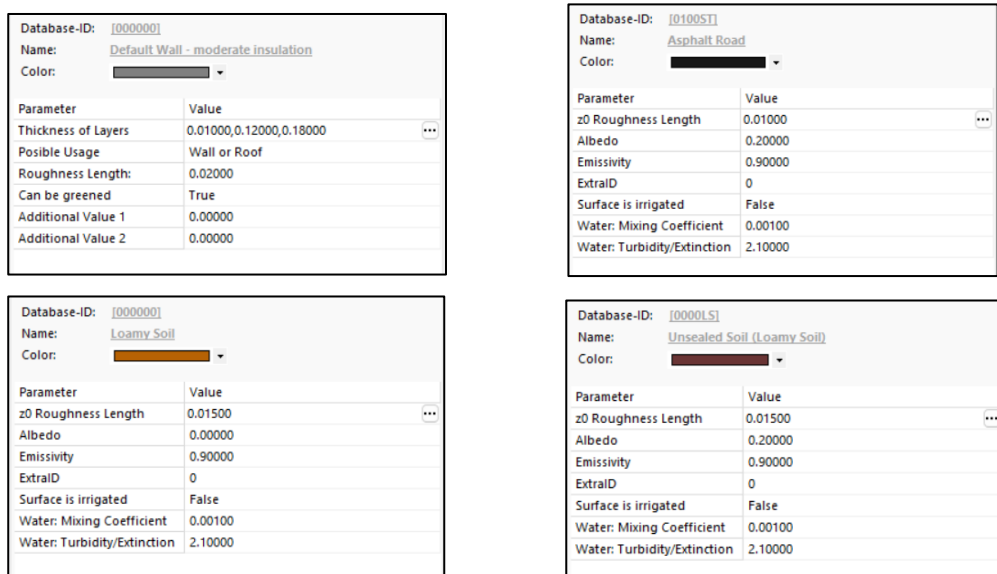 Database-ID: [000000]
Name: Default Wall - moderate insulation
Color:
Parameter Value
Thickness of Layers 0.01000,0.12000,0.18000 ...
Posible Usage Wall or Roof
Roughness Length: 0.02000
Can be greened True
Additional Value 1 0.00000
Additional Value 2 0.00000
Database-ID: [0100ST]
Name: Asphalt Road
Color:
Parameter Value
z0 Roughness Length 0.01000 ...
Albedo 0.20000
Emissivity 0.90000
ExtraID 0
Surface is irrigated False
Water: Mixing Coefficient 0.00100
Water: Turbidity/Extinction 2.10000
Database-ID: [000000]
Name: Loamy Soil
Color:
Parameter Value
z0 Roughness Length 0.01500 ...
Albedo 0.00000
Emissivity 0.90000
ExtraID 0
Surface is irrigated False
Water: Mixing Coefficient 0.00100
Water: Turbidity/Extinction 2.10000
Database-ID: [0000LS]
Name: Unsealed Soil (Loamy Soil)
Color:
Parameter Value
z0 Roughness Length 0.01500 ...
Albedo 0.20000
Emissivity 0.90000
ExtraID 0
Surface is irrigated False
Water: Mixing Coefficient 0.00100
Water: Turbidity/Extinction 2.10000